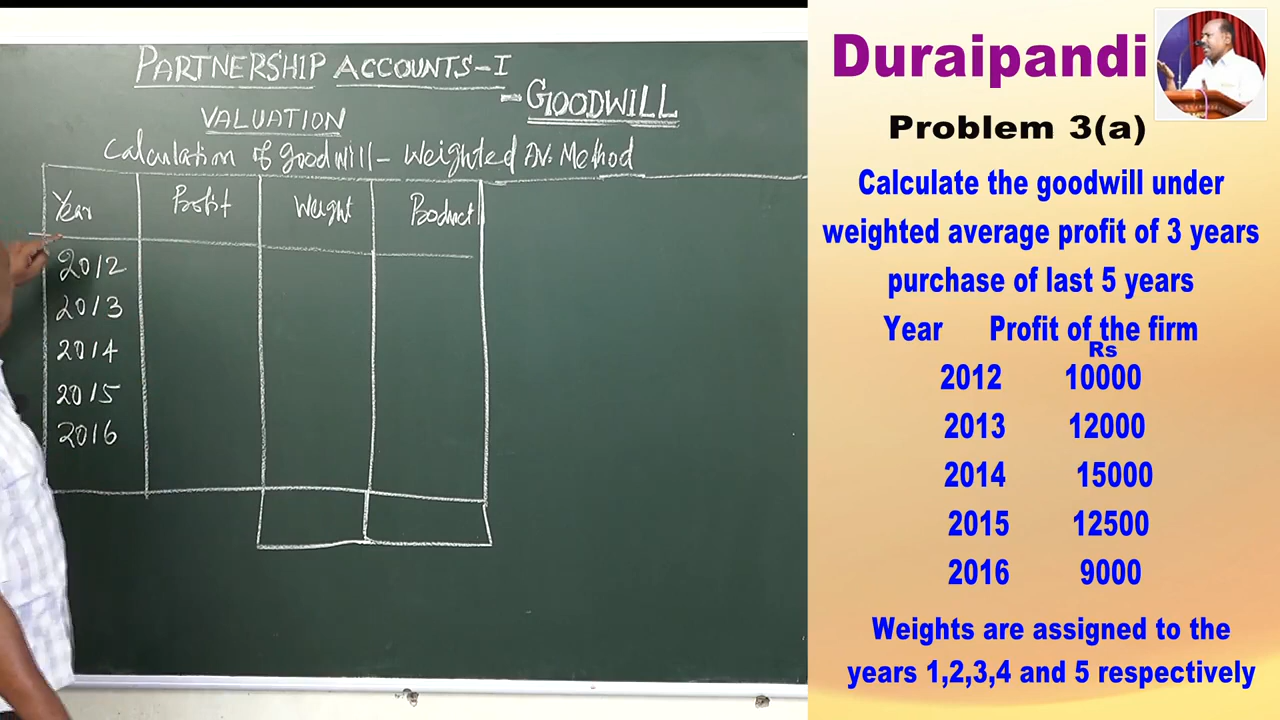 PARTNERSHIP ACCOUNTS-I
- GOODWILL
VALUATION
Calculation of goodwill - Weighted Av. Method
Year Profit Weight Product
2012
2013
2014
2015
2016
Duraipandi
Problem 3(a)
Calculate the goodwill under
weighted average profit of 3 years
purchase of last 5 years
Year Profit of the firm
Rs
2012 10000
2013 12000
2014 15000
2015 12500
2016 9000
Weights are assigned to the
years 1,2,3,4 and 5 respectively